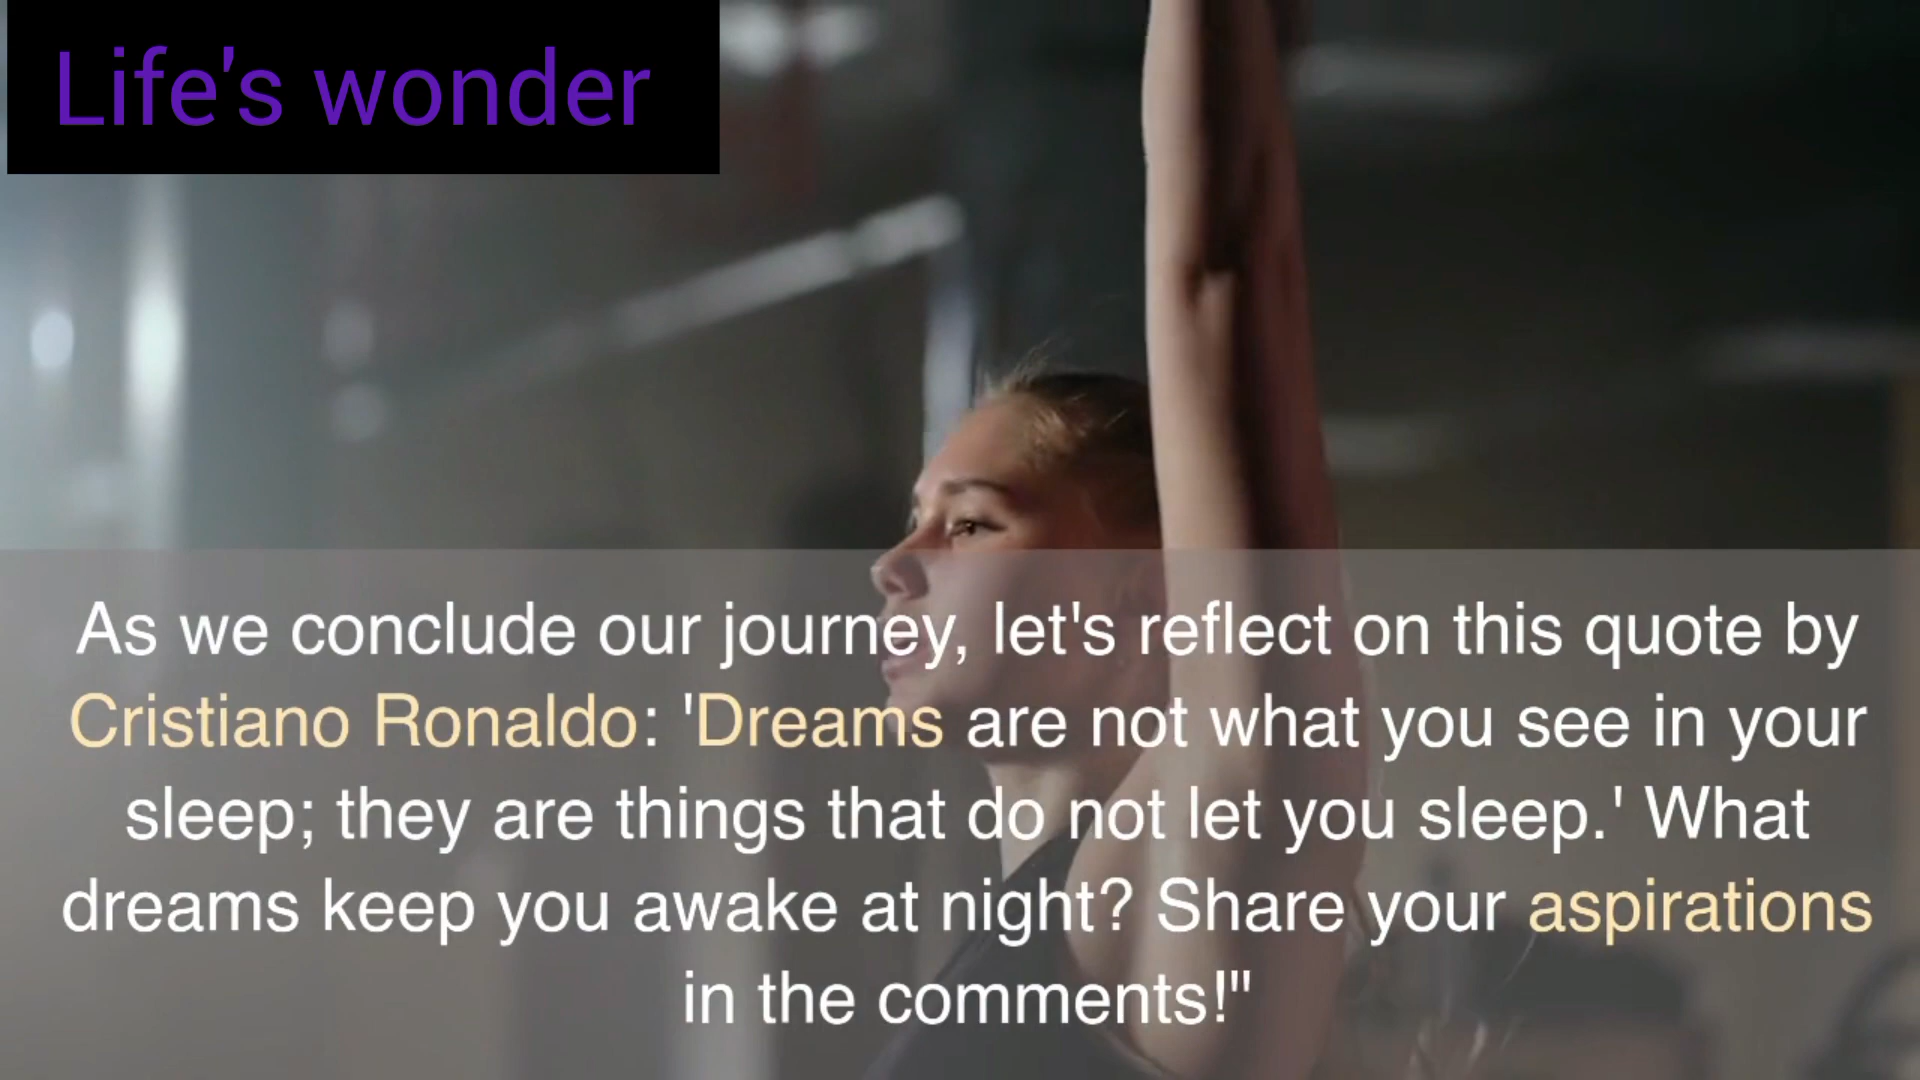 Life's wonder
As we conclude our journey, let's reflect on this quote by
Cristiano Ronaldo: 'Dreams are not what you see in your
sleep; they are things that do not let you sleep.' What
dreams keep you awake at night? Share your aspirations
in the comments!"